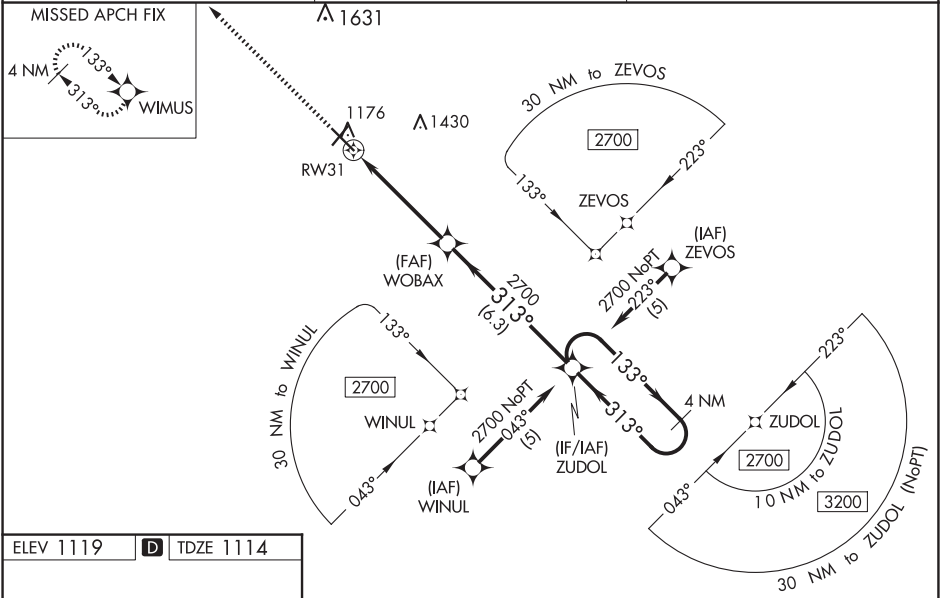 MISSED APCH FIX
4 NM
133°
313°
WIMUS
1631
1176
1430
RW31
30 NM to ZEVOS
2700
133°
223°
ZEVOS
(IAF)
ZEVOS
2700 NoPT
223°
(5)
(FAF)
WOBAX
2700
313°
(6.3)
30 NM to WINUL
133°
2700
WINUL
043°
2700 NoPT
043°
(5)
(IAF)
WINUL
(IF/IAF)
ZUDOL
133°
313°
4 NM
223°
ZUDOL
2700
10 NM to ZUDOL
043°
3200
30 NM to ZUDOL (NoPT)
ELEV 1119 D TDZE 1114